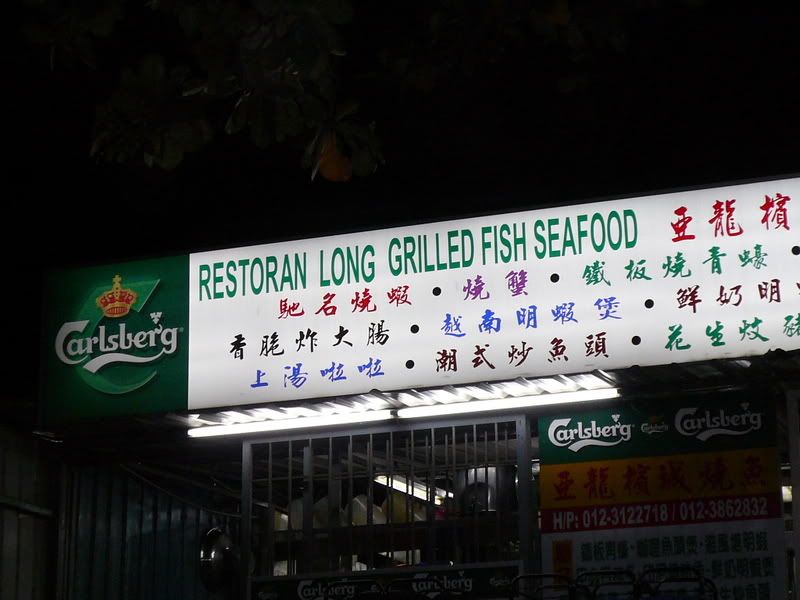 RESTORAN LONG GRILLED FISH SEAFOOD 亞龍檳
馳名燒蝦 • 燒蟹 • 鐵板燒青蠔 •
香脆炸大腸 • 越南明蝦煲 • 鮮奶明
上湯啦啦 • 潮式炒魚頭 • 花生炆
Carlsberg
Carlsberg Carlsberg Carlsberg
亞龍檳城燒魚
H/P: 012-3122718 / 012-3862832
Carlsberg Carlsberg